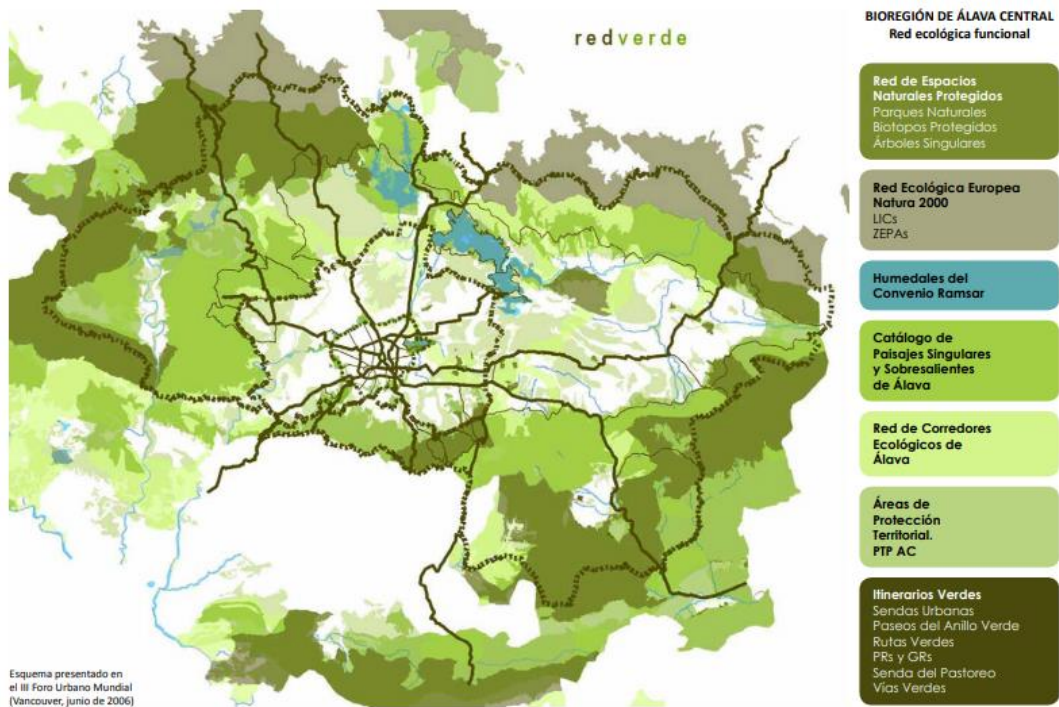 redverde
BIOREGIÓN DE ÁLAVA CENTRAL
Red ecológica funcional
Red de Espacios
Naturales Protegidos
Parques Naturales
Biotopos Protegidos
Árboles Singulares
Red Ecológica Europea
Natura 2000
LICs
ZEPAs
Humedales del
Convenio Ramsar
Catálogo de
Paisajes Singulares
y Sobresalientes
de Álava
Red de Corredores
Ecológicos de
Álava
Áreas de
Protección
Territorial.
PTP AC
Itinerarios Verdes
Sendas Urbanas
Paseos del Anillo Verde
Rutas Verdes
PRs y GRs
Senda del Pastoreo
Vías Verdes
Esquema presentado en
el III Foro Urbano Mundial
(Vancouver, junio de 2006)